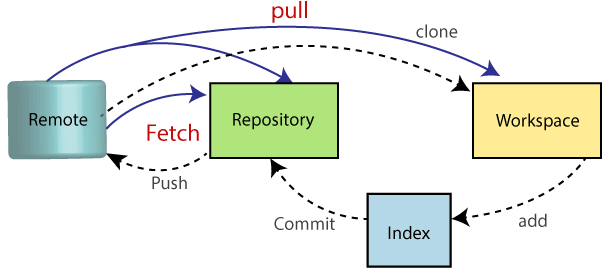 pull
clone
Remote
Repository
Workspace
Fetch
Push
Commit
Index
add